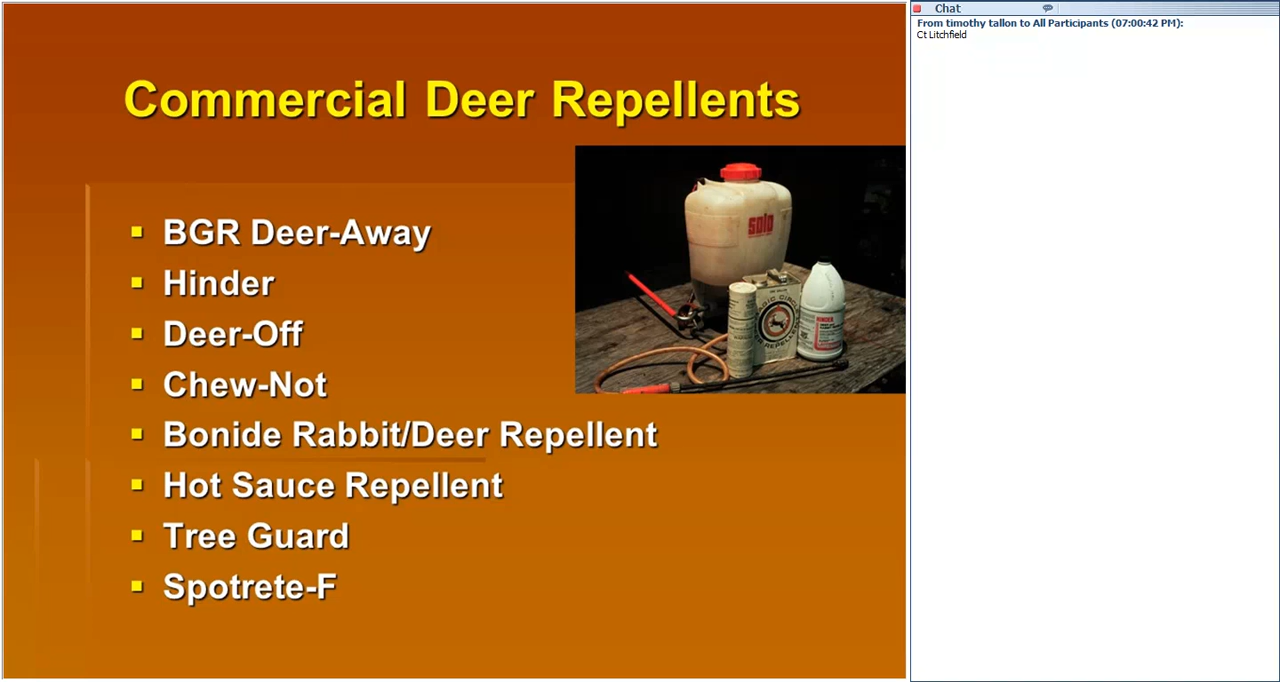 Commercial Deer Repellents
BGR Deer-Away
Hinder
Deer-Off
Chew-Not
Bonide Rabbit/Deer Repellent
Hot Sauce Repellent
Tree Guard
Spotrete-F
solo
HINDER
Chat
From timothy tallon to All Participants (07:00:42 PM):
Ct Litchfield